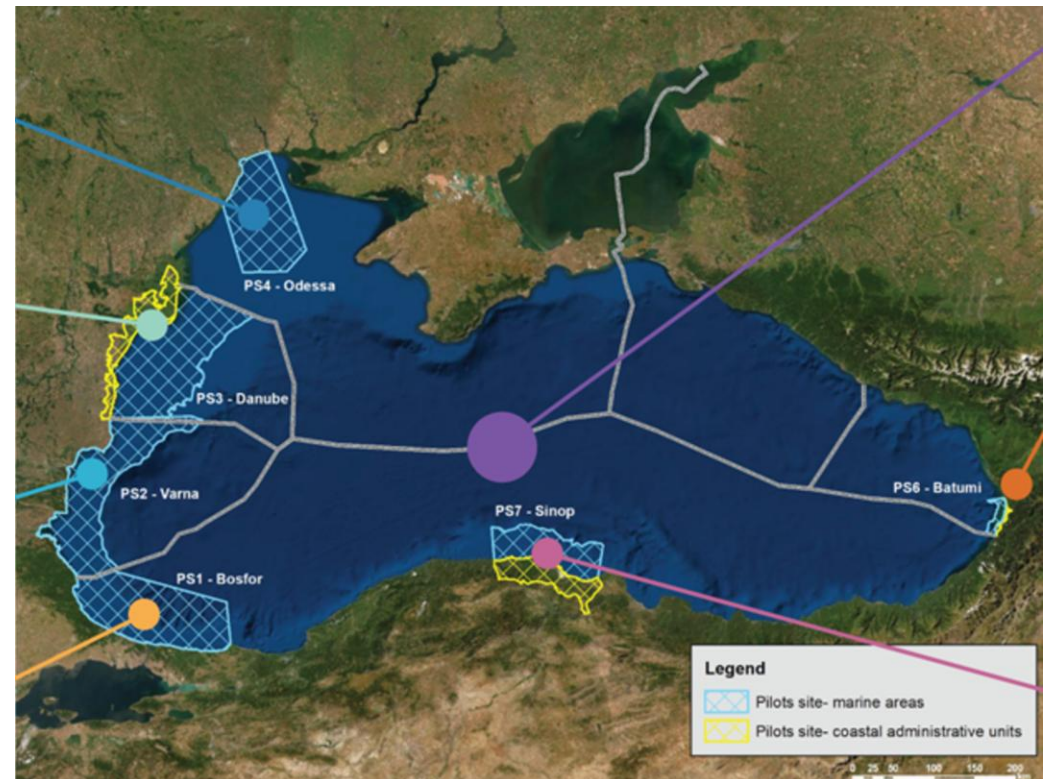 PS4 - Odessa
PS3 - Danube
PS2 - Varna
PS6 - Batumi
PS7 - Sinop
PS1 - Bosfor
Legend
Pilots site- marine areas
Pilots site- coastal administrative units
0 25 50 100 150 200